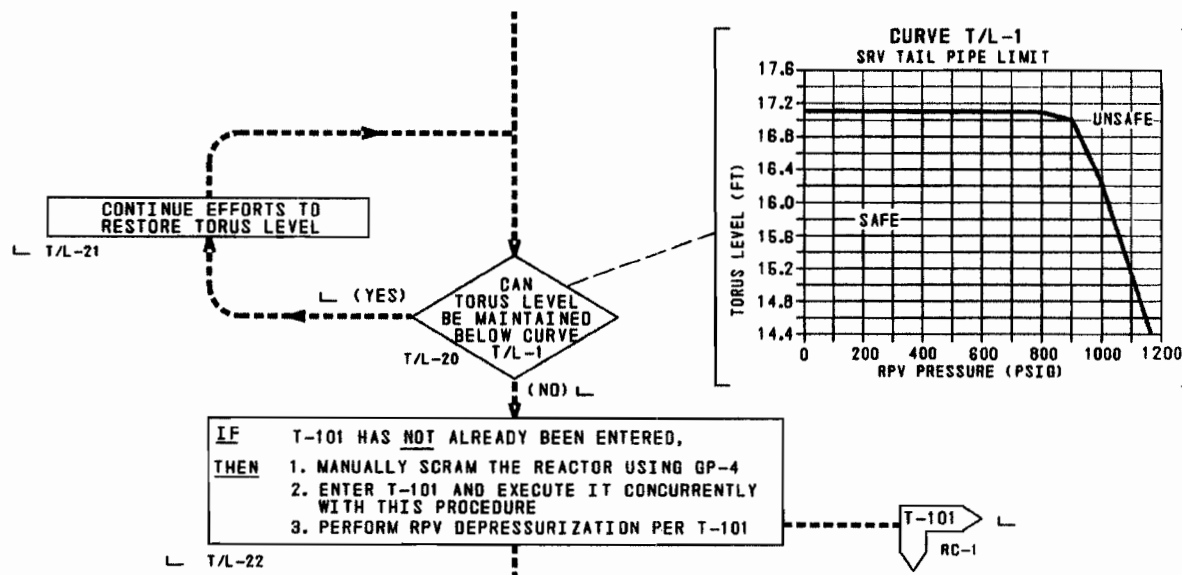 CURVE T/L-1
SRV TAIL PIPE LIMIT
17.6
17.2
16.8
16.4
16.0
15.6
15.2
14.8
14.4
TORUS LEVEL (FT)
UNSAFE
SAFE
0 200 400 600 800 1000 1200
RPV PRESSURE (PSIG)
CONTINUE EFFORTS TO
RESTORE TORUS LEVEL
T/L-21
(YES)
CAN
TORUS LEVEL
BE MAINTAINED
BELOW CURVE
T/L-1
T/L-20
(NO)
IF T-101 HAS NOT ALREADY BEEN ENTERED,
THEN 1. MANUALLY SCRAM THE REACTOR USING GP-4
2. ENTER T-101 AND EXECUTE IT CONCURRENTLY
WITH THIS PROCEDURE
3. PERFORM RPV DEPRESSURIZATION PER T-101
T/L-22
T-101
RC-1